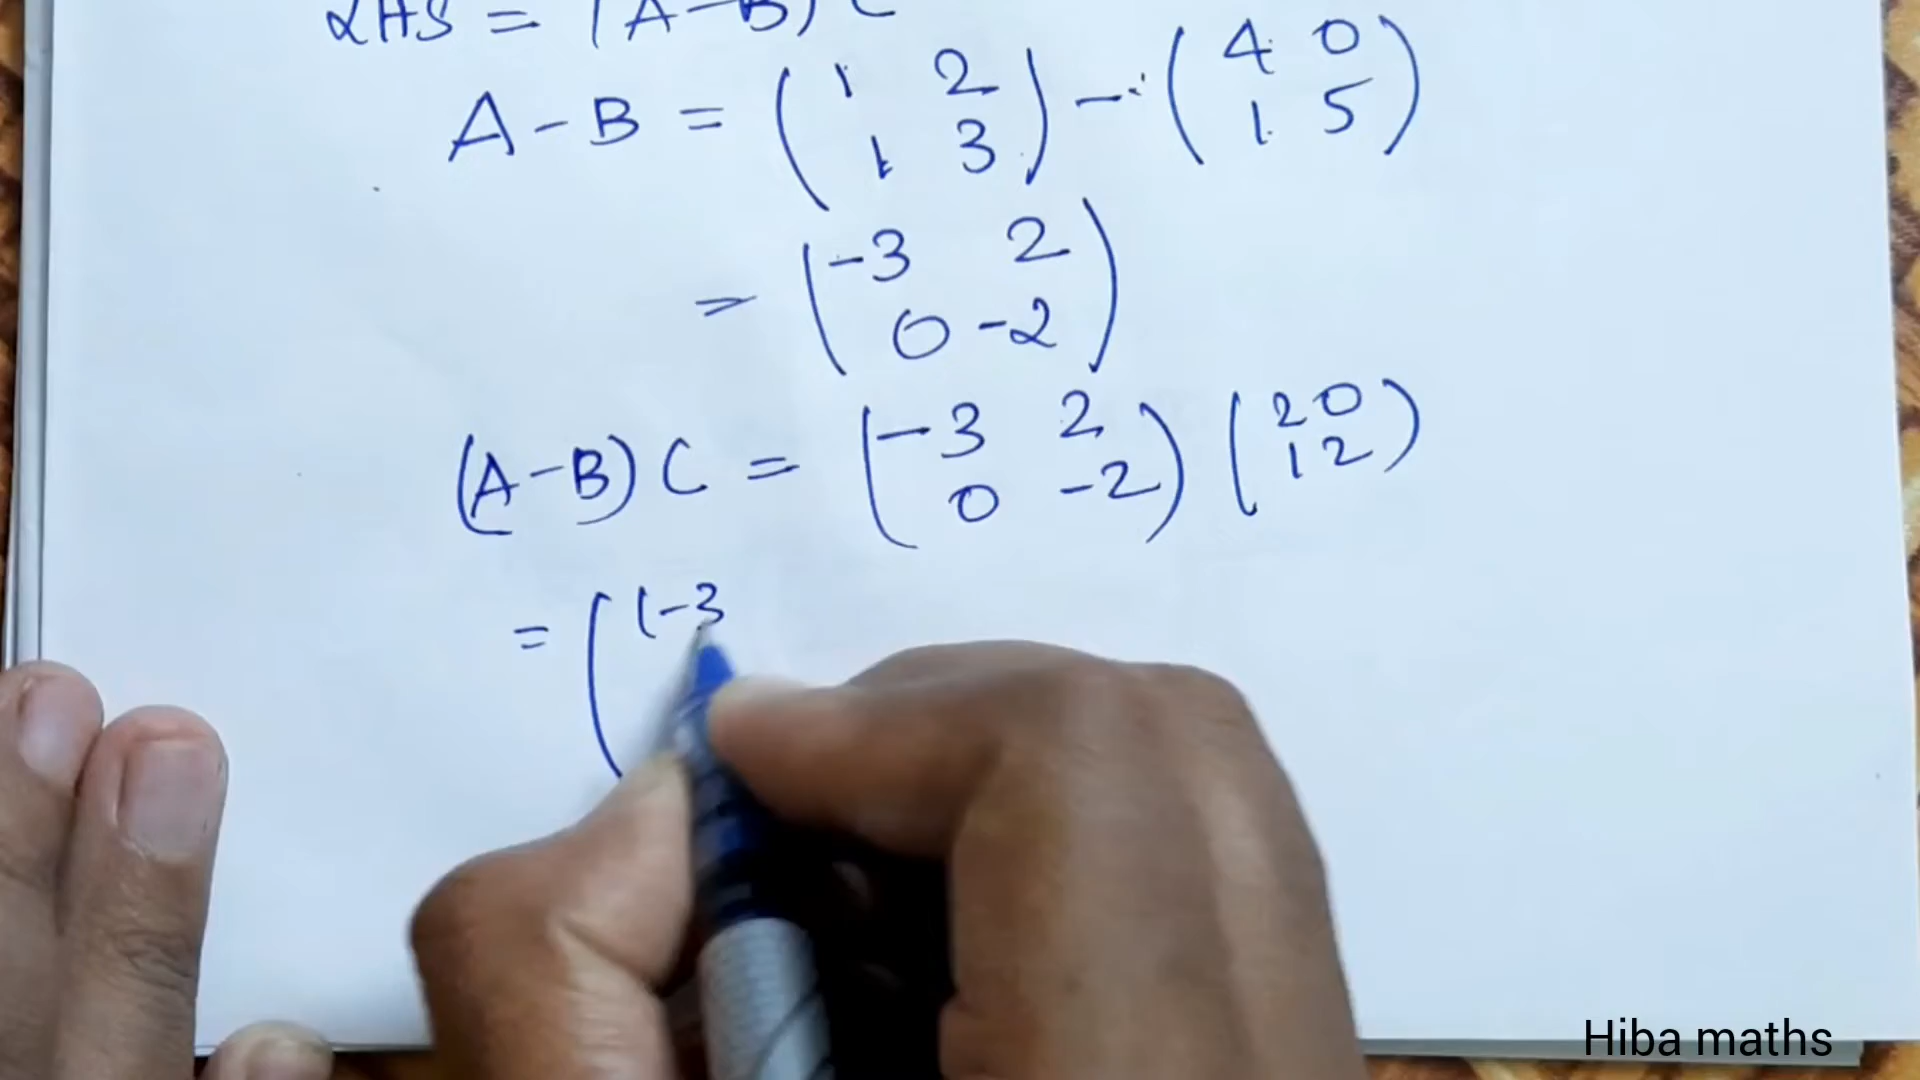 LHS = (A-B) C
A-B = (1 2
1 3) - (4 0
1 5)
= (-3 2
0 -2)
(A-B) C = (-3 2
0 -2) (2 0
1 2)
= ( (-3
Hiba maths